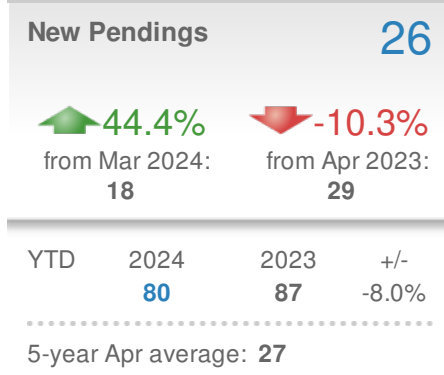 New Pendings 26
44.4% -10.3%
from Mar 2024: from Apr 2023:
18 29
YTD 2024 2023 +/-
80 87 -8.0%
5-year Apr average: 27